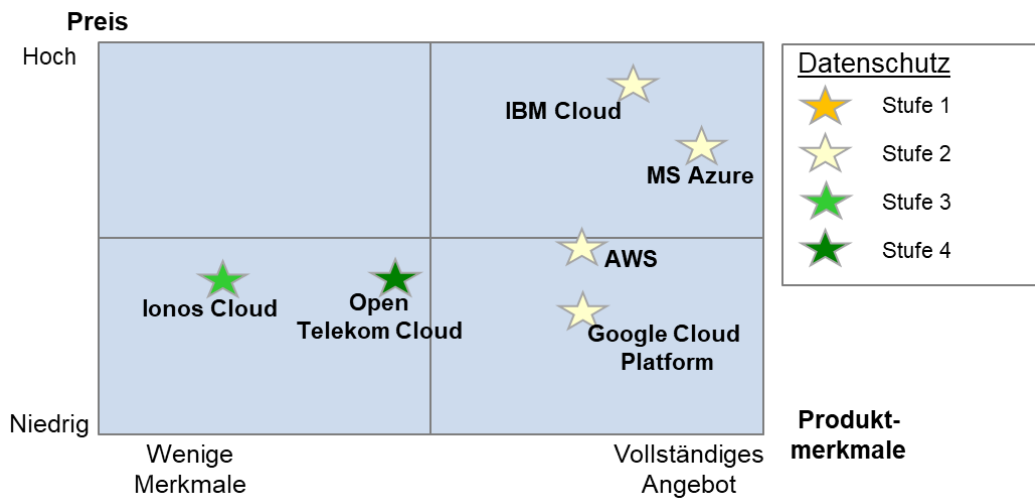 Preis
Hoch
Datenschutz
Stufe 1
IBM Cloud
Stufe 2
MS Azure
Stufe 3
AWS
Stufe 4
Ionos Cloud
Open
Telekom Cloud
Google Cloud
Platform
Niedrig
Produkt-
merkmale
Wenige
Merkmale
Vollständiges
Angebot